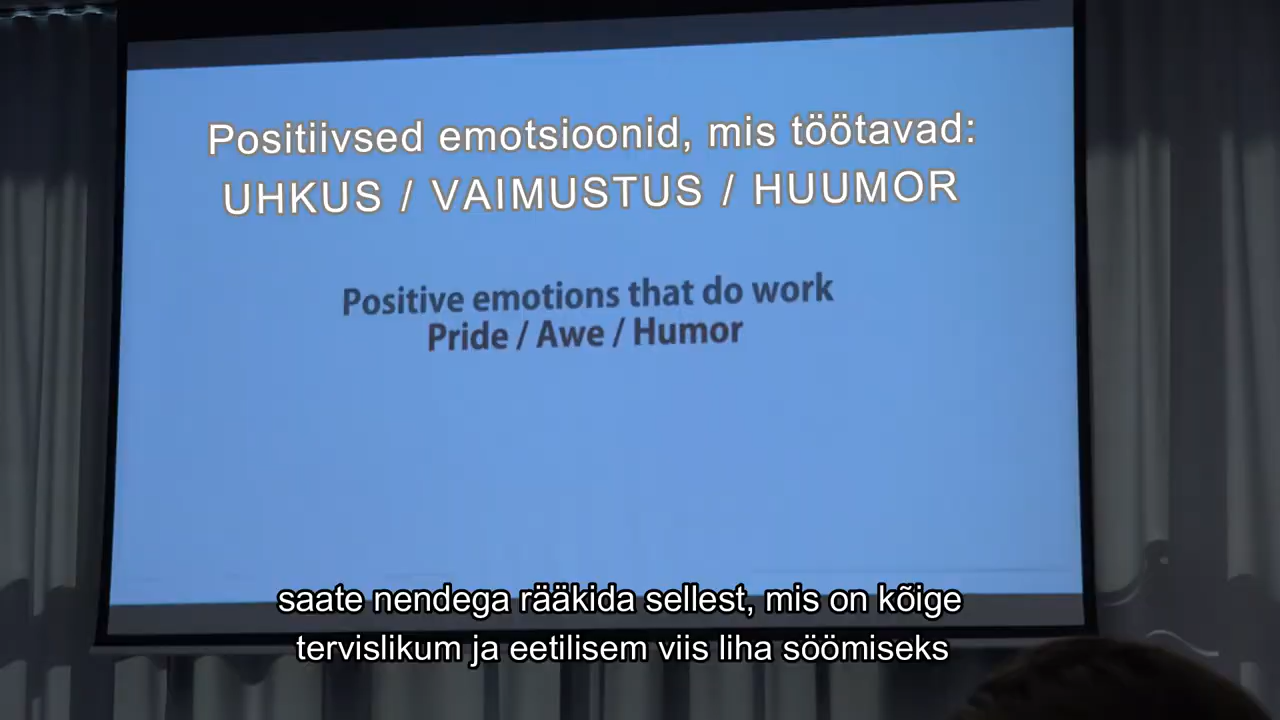 Positiivsed emotsioonid, mis töötavad:
UHKUS / VAIMUSTUS / HUUMOR
Positive emotions that do work
Pride / Awe / Humor
saate nendega rääkida sellest, mis on kõige
tervislikum ja eetilisem viis liha söömiseks